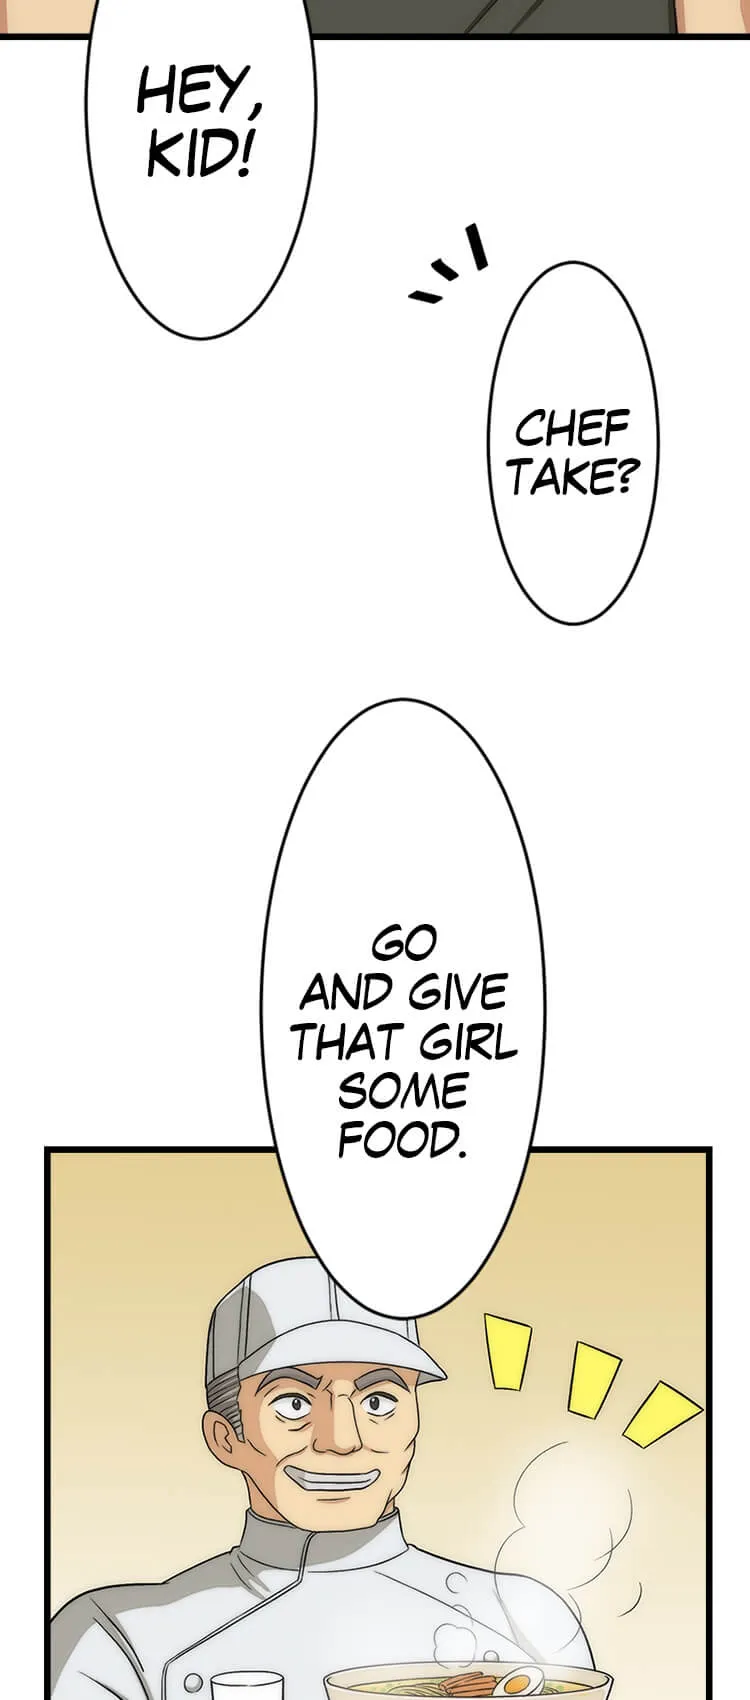 HEY,
KID!
CHEF
TAKE?
GO
AND GIVE
THAT GIRL
SOME
FOOD.